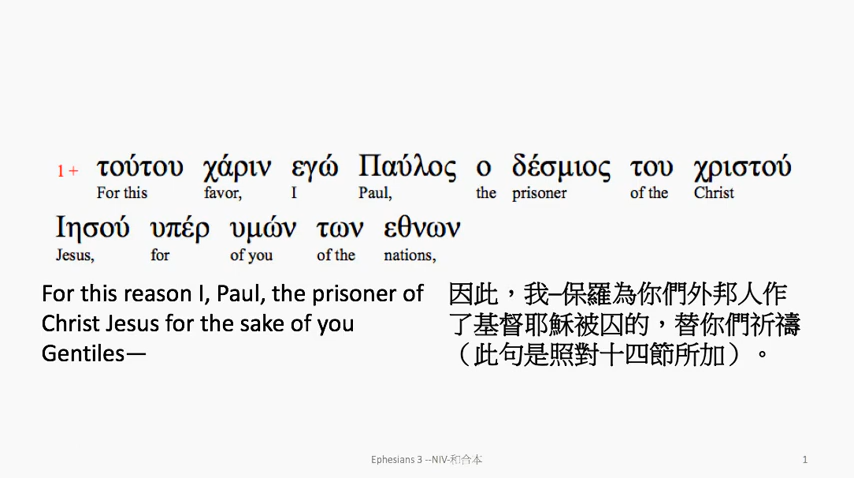 1 + τούτου χάριν εγώ Παύλος ο δέσμιος του χριστού
For this favor, I Paul, the prisoner of the Christ
Ιησού υπέρ υμών των εθνων
Jesus, for of you of the nations,
For this reason I, Paul, the prisoner of
Christ Jesus for the sake of you
Gentiles—
因此，我─保羅為你們外邦人作
了基督耶穌被囚的，替你們祈禱
（此句是照對十四節所加）。
Ephesians 3 --NIV-和合本
1